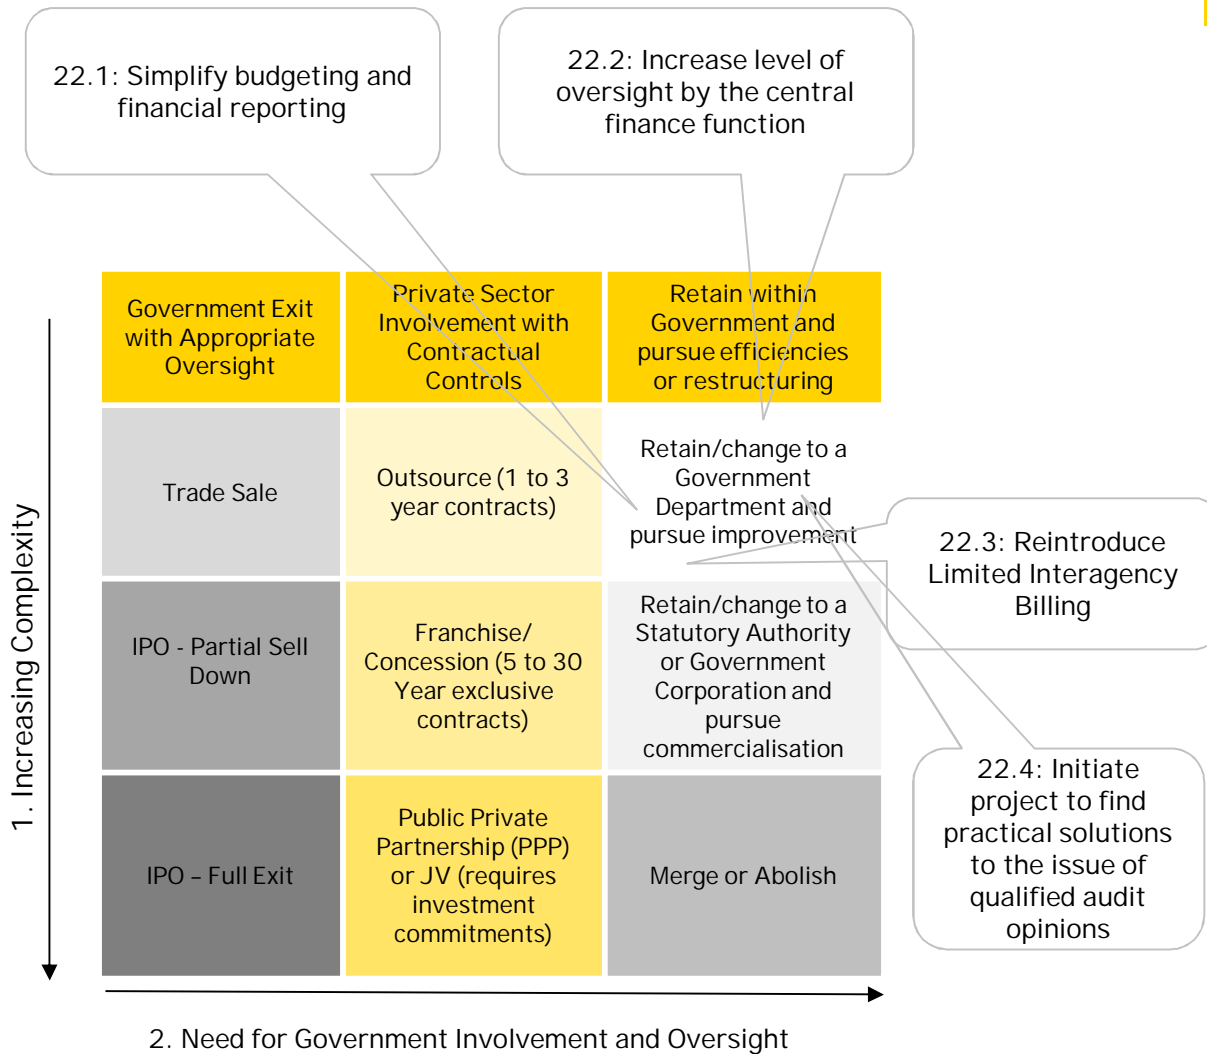 22.1: Simplify budgeting and
financial reporting
22.2: Increase level of
oversight by the central
finance function
Government Exit
with Appropriate
Oversight
Private Sector
Involvement with
Contractual
Controls
Retain within
Government and
pursue efficiencies
or restructuring
Trade Sale
Outsource (1 to 3
year contracts)
Retain/change to a
Government
Department and
pursue improvement
22.3: Reintroduce
Limited Interagency
Billing
1. Increasing Complexity
IPO - Partial Sell
Down
Franchise/
Concession (5 to 30
Year exclusive
contracts)
Retain/change to a
Statutory Authority
or Government
Corporation and
pursue
commercialisation
22.4: Initiate
project to find
practical solutions
to the issue of
qualified audit
opinions
IPO – Full Exit
Public Private
Partnership (PPP)
or JV (requires
investment
commitments)
Merge or Abolish
2. Need for Government Involvement and Oversight